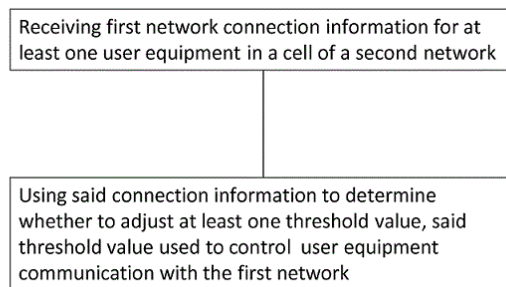 Receiving first network connection information for at
least one user equipment in a cell of a second network
Using said connection information to determine
whether to adjust at least one threshold value, said
threshold value used to control user equipment
communication with the first network